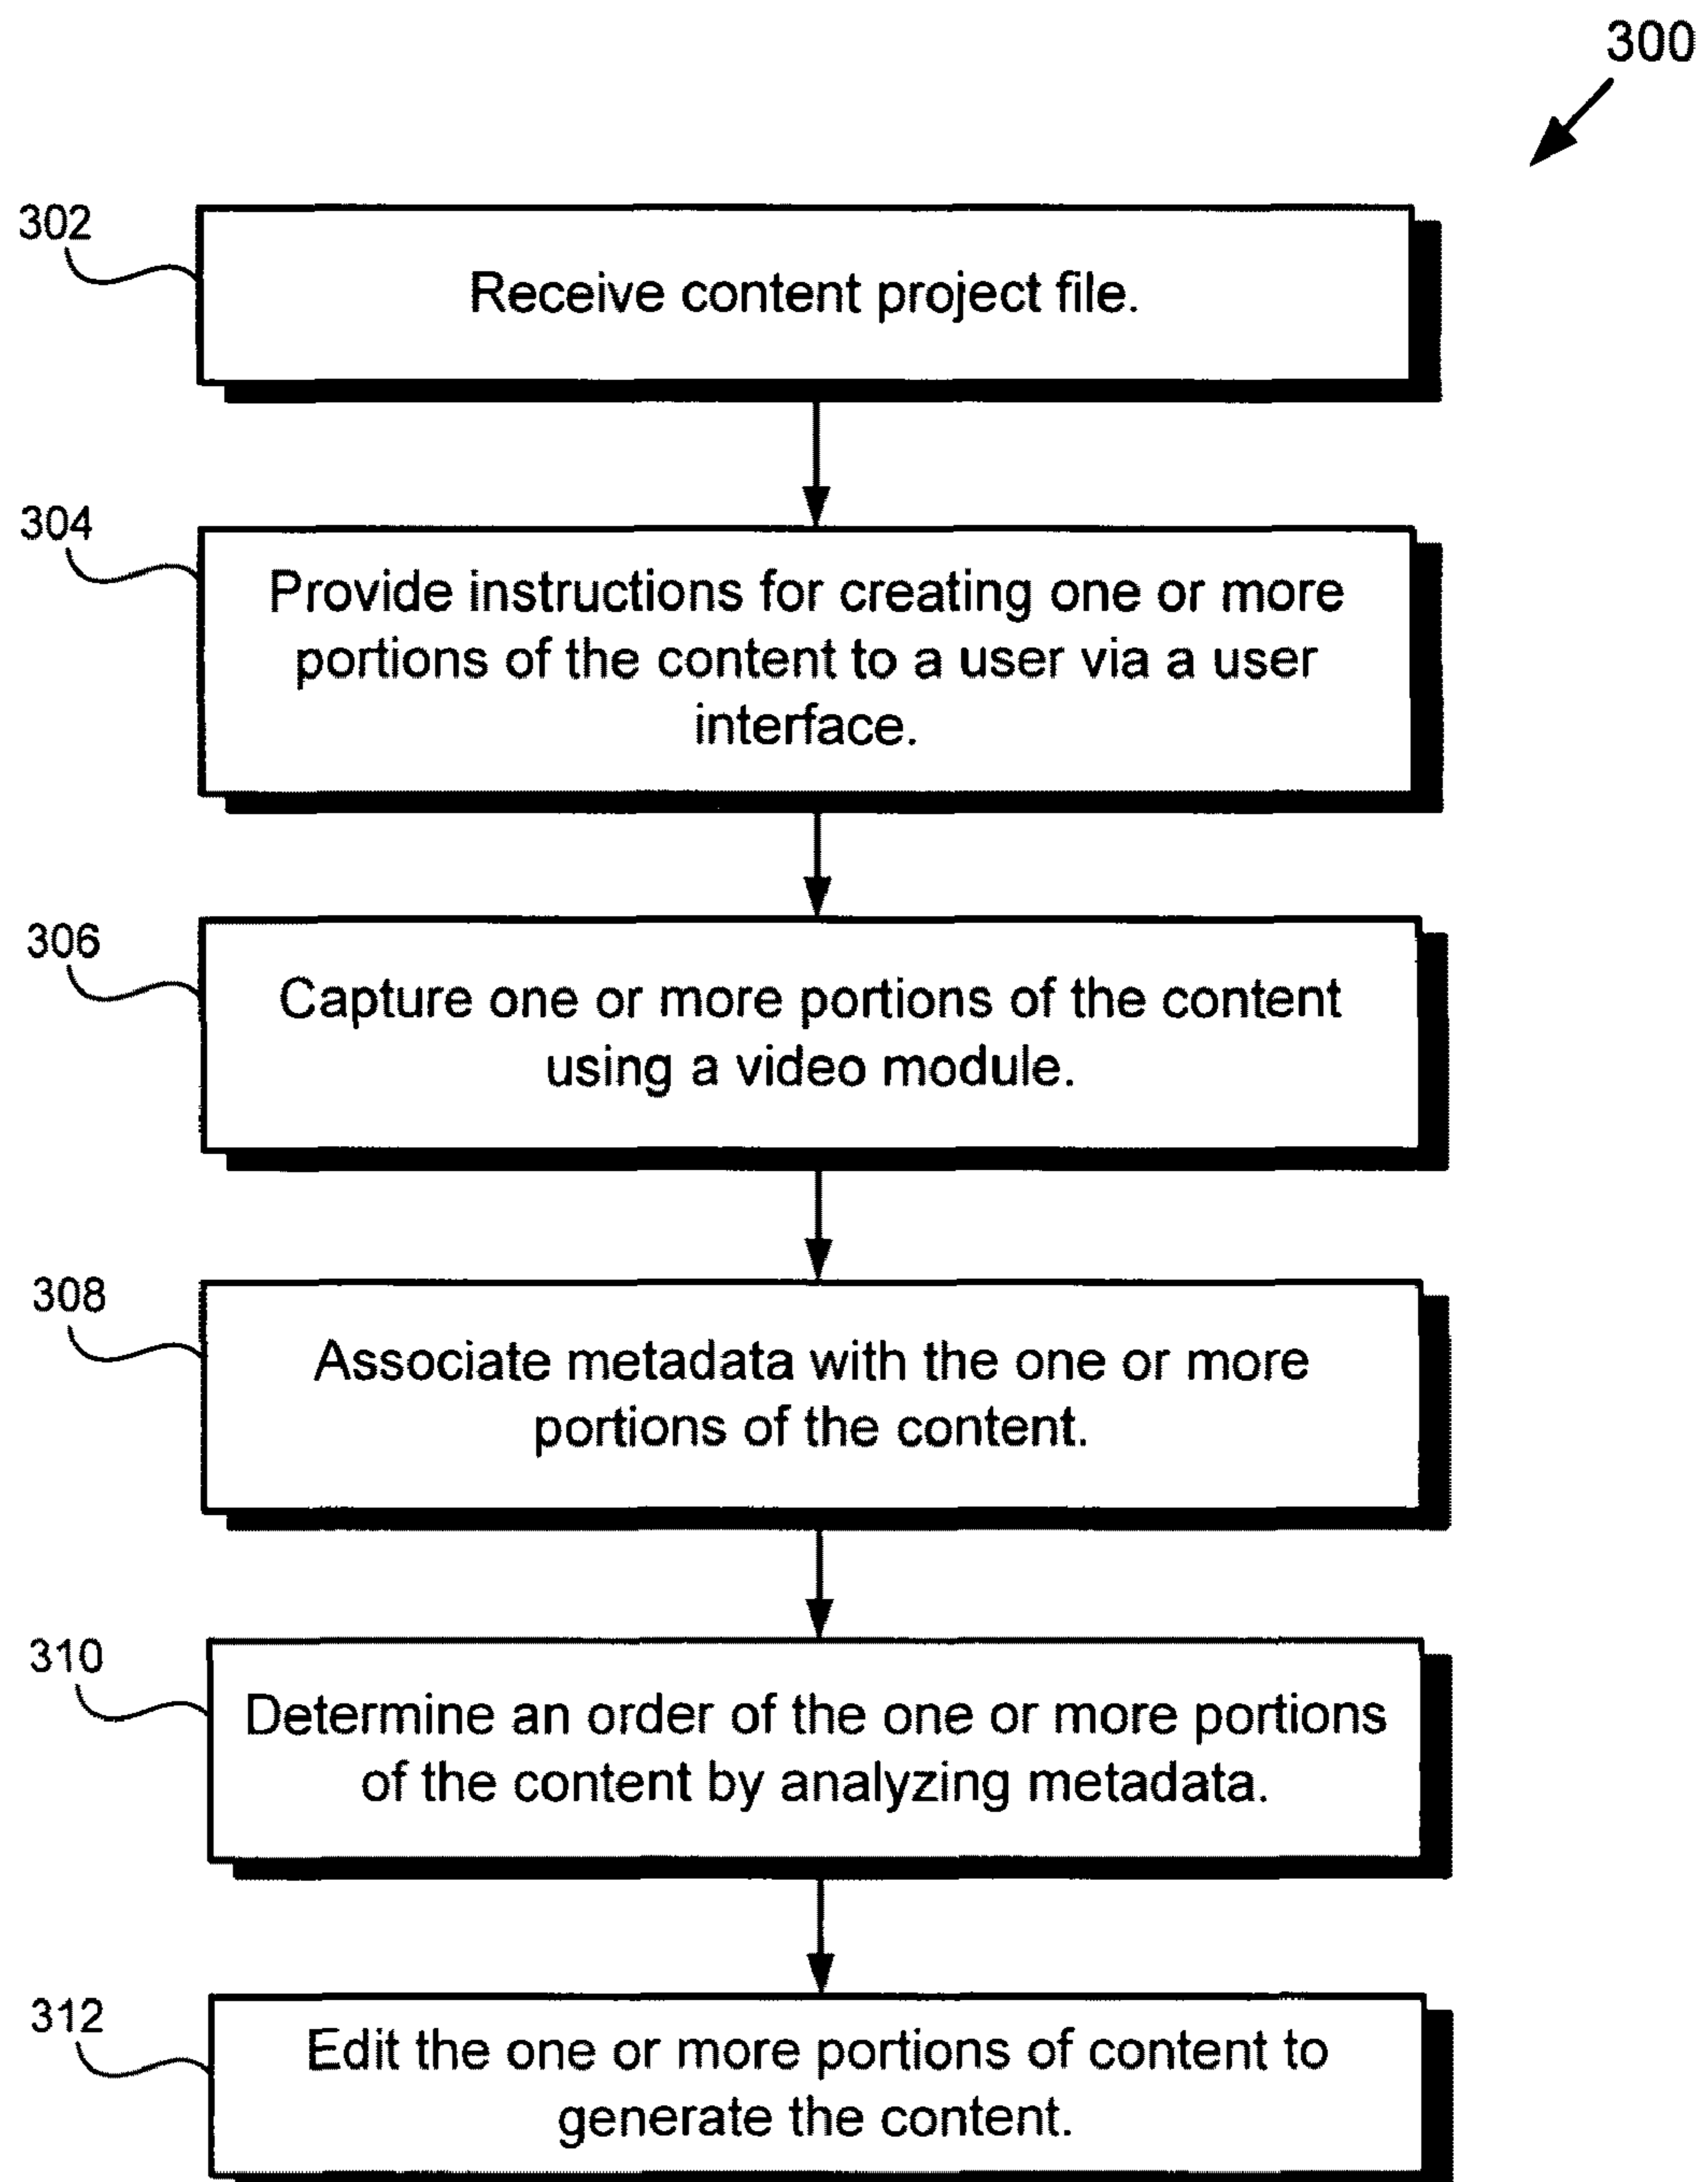 300
302
Receive content project file.
304
Provide instructions for creating one or more
portions of the content to a user via a user
interface.
306
Capture one or more portions of the content
using a video module.
308
Associate metadata with the one or more
portions of the content.
310
Determine an order of the one or more portions
of the content by analyzing metadata.
312
Edit the one or more portions of content to
generate the content.